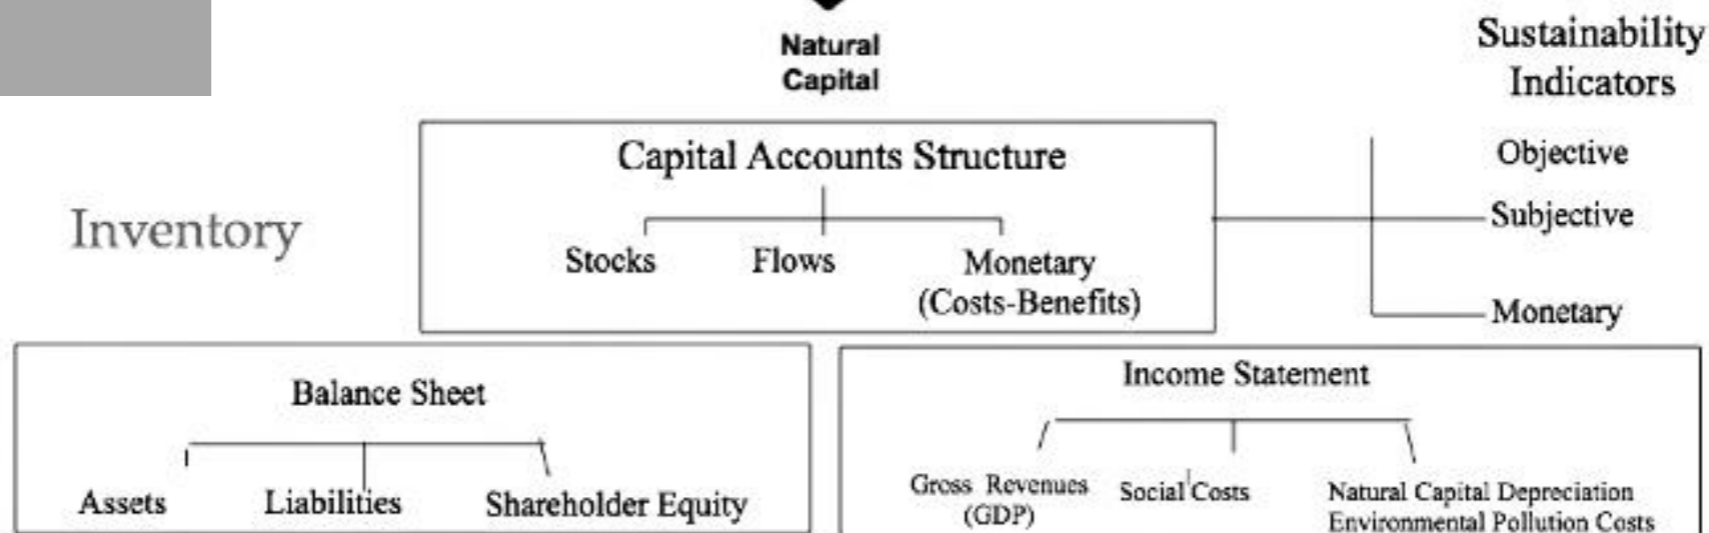 Natural
Capital
Sustainability
Indicators
Capital Accounts Structure
Objective
Inventory
Subjective
Stocks Flows Monetary
(Costs-Benefits)
Monetary
Balance Sheet
Income Statement
Assets Liabilities Shareholder Equity
Gross Revenues Social Costs Natural Capital Depreciation
(GDP) Environmental Pollution Costs